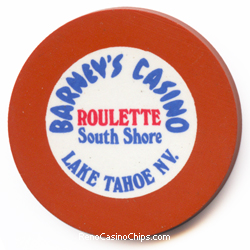 BARNEY'S CASINO
ROULETTE
South Shore
LAKE TAHOE NV.